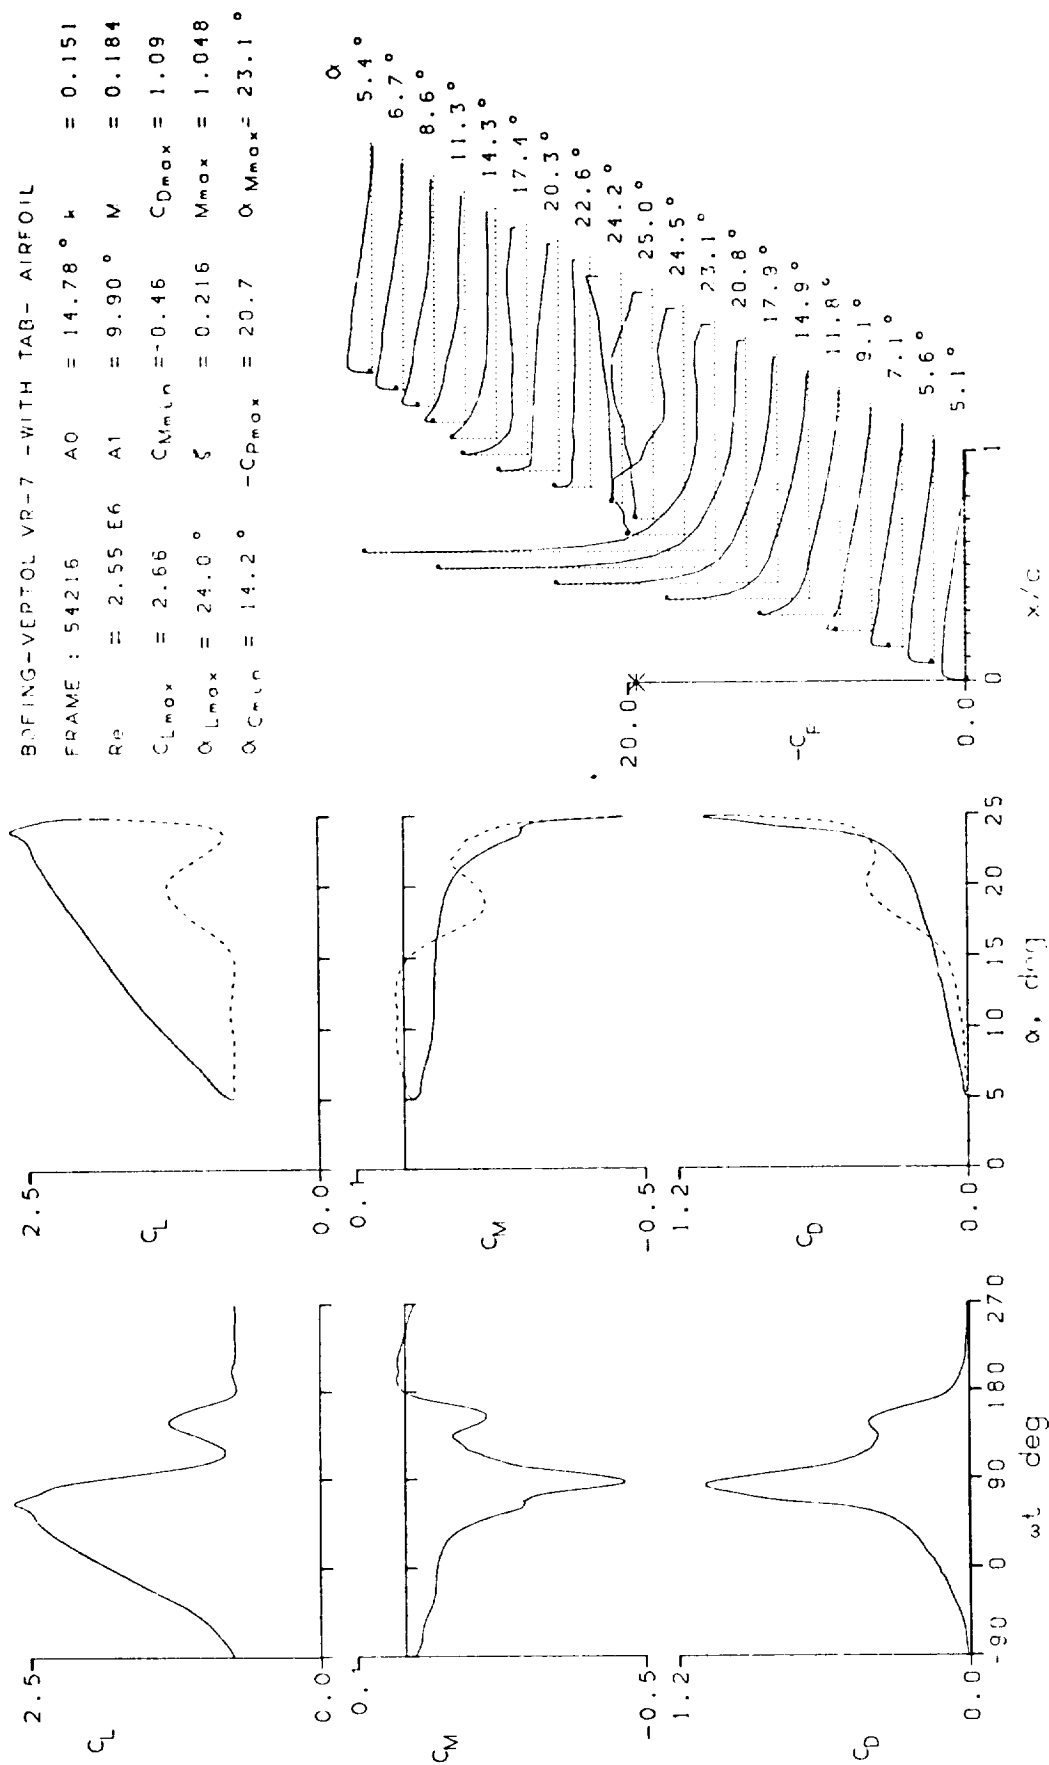 BOEING-VERTOL VR-7 -WITH TAB- AIRFOIL
FRAME : 54216 A0 = 14.78° k = 0.151
Re = 2.55 E6 A1 = 9.90° M = 0.184
CLmax = 2.66 CMmin =-0.46 CDmax = 1.09
αLmax = 24.0° ζ = 0.216 Mmax = 1.048
αCmin = 14.2° -CPmax = 20.7 αMmax= 23.1°
2.5
CL
0.0
0.1
CM
-0.5
1.2
CD
0.0
-90 0 90 180 270
ωt deg
2.5
CL
0.0
0.1
CM
-0.5
1.2
CD
0.0
0 5 10 15 20 25
α, deg
α
5.4°
6.7°
8.6°
11.3°
14.3°
17.4°
20.3°
22.6°
24.2°
25.0°
24.5°
23.1°
20.8°
17.9°
14.9°
11.8°
9.1°
7.1°
5.6°
5.1°
20.0
-CP
0.0
0 1
x/c